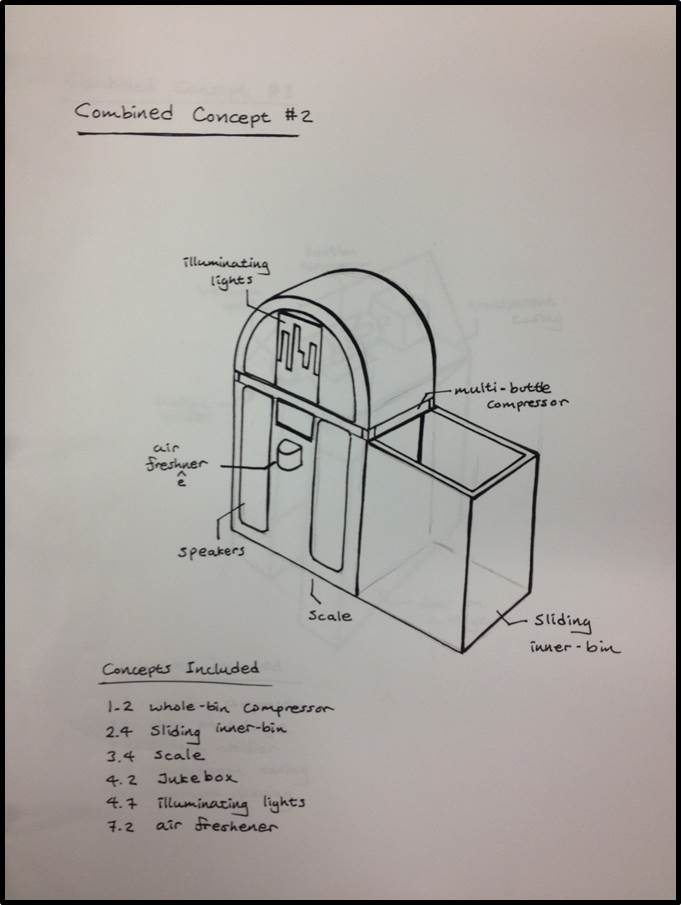 Combined Concept #2
illuminating
lights
multi-buttle
compressor
air
freshner
^
e
speakers
scale
sliding
inner-bin
Concepts Included
1.2 whole-bin compressor
2.4 sliding inner-bin
3.4 scale
4.2 Jukebox
4.7 illuminating lights
7.2 air freshener